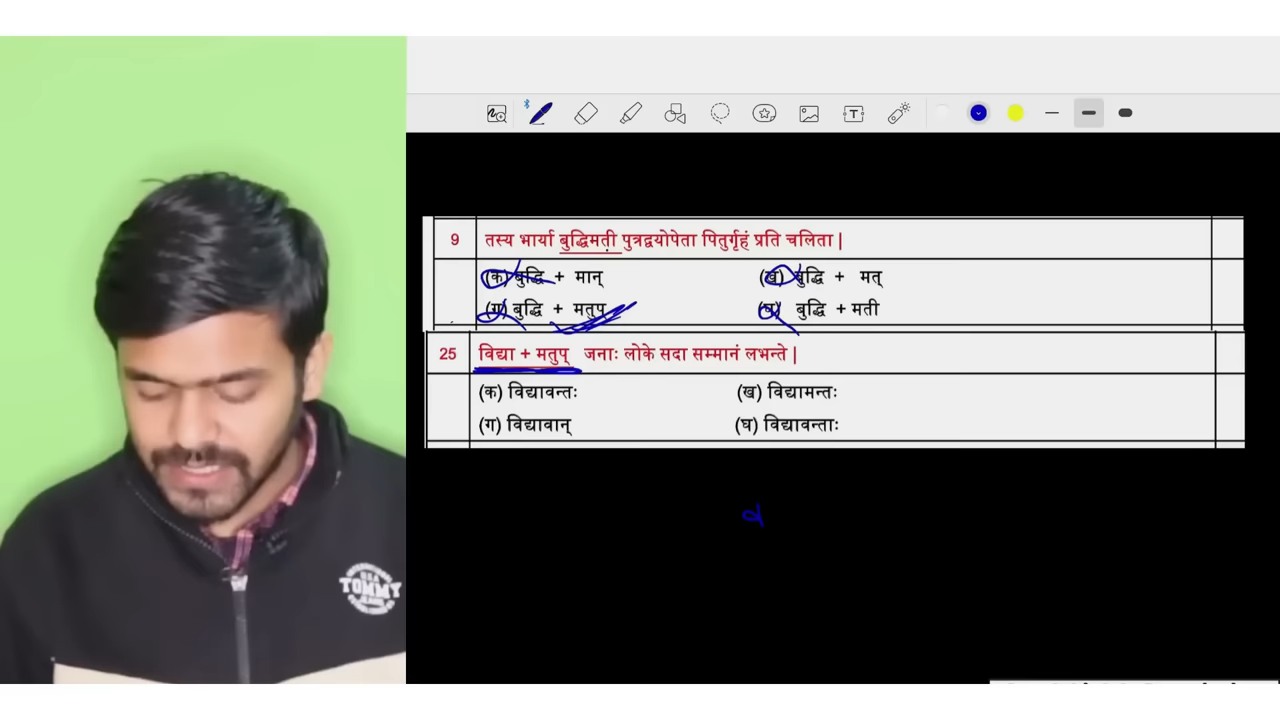 9 तस्य भार्या बुद्धिमती पुत्रद्वयोपेता पितुर्गृहं प्रति चलिता |
(क) बुद्धि + मान् (ख) बुद्धि + मत्
(ग) बुद्धि + मतुप् (घ) बुद्धि + मती
25 विद्या + मतुप् जनाः लोके सदा सम्मानं लभन्ते |
(क) विद्यावन्तः (ख) विद्यामन्तः
(ग) विद्यावान् (घ) विद्यावन्ताः
TOMMY
JEANS